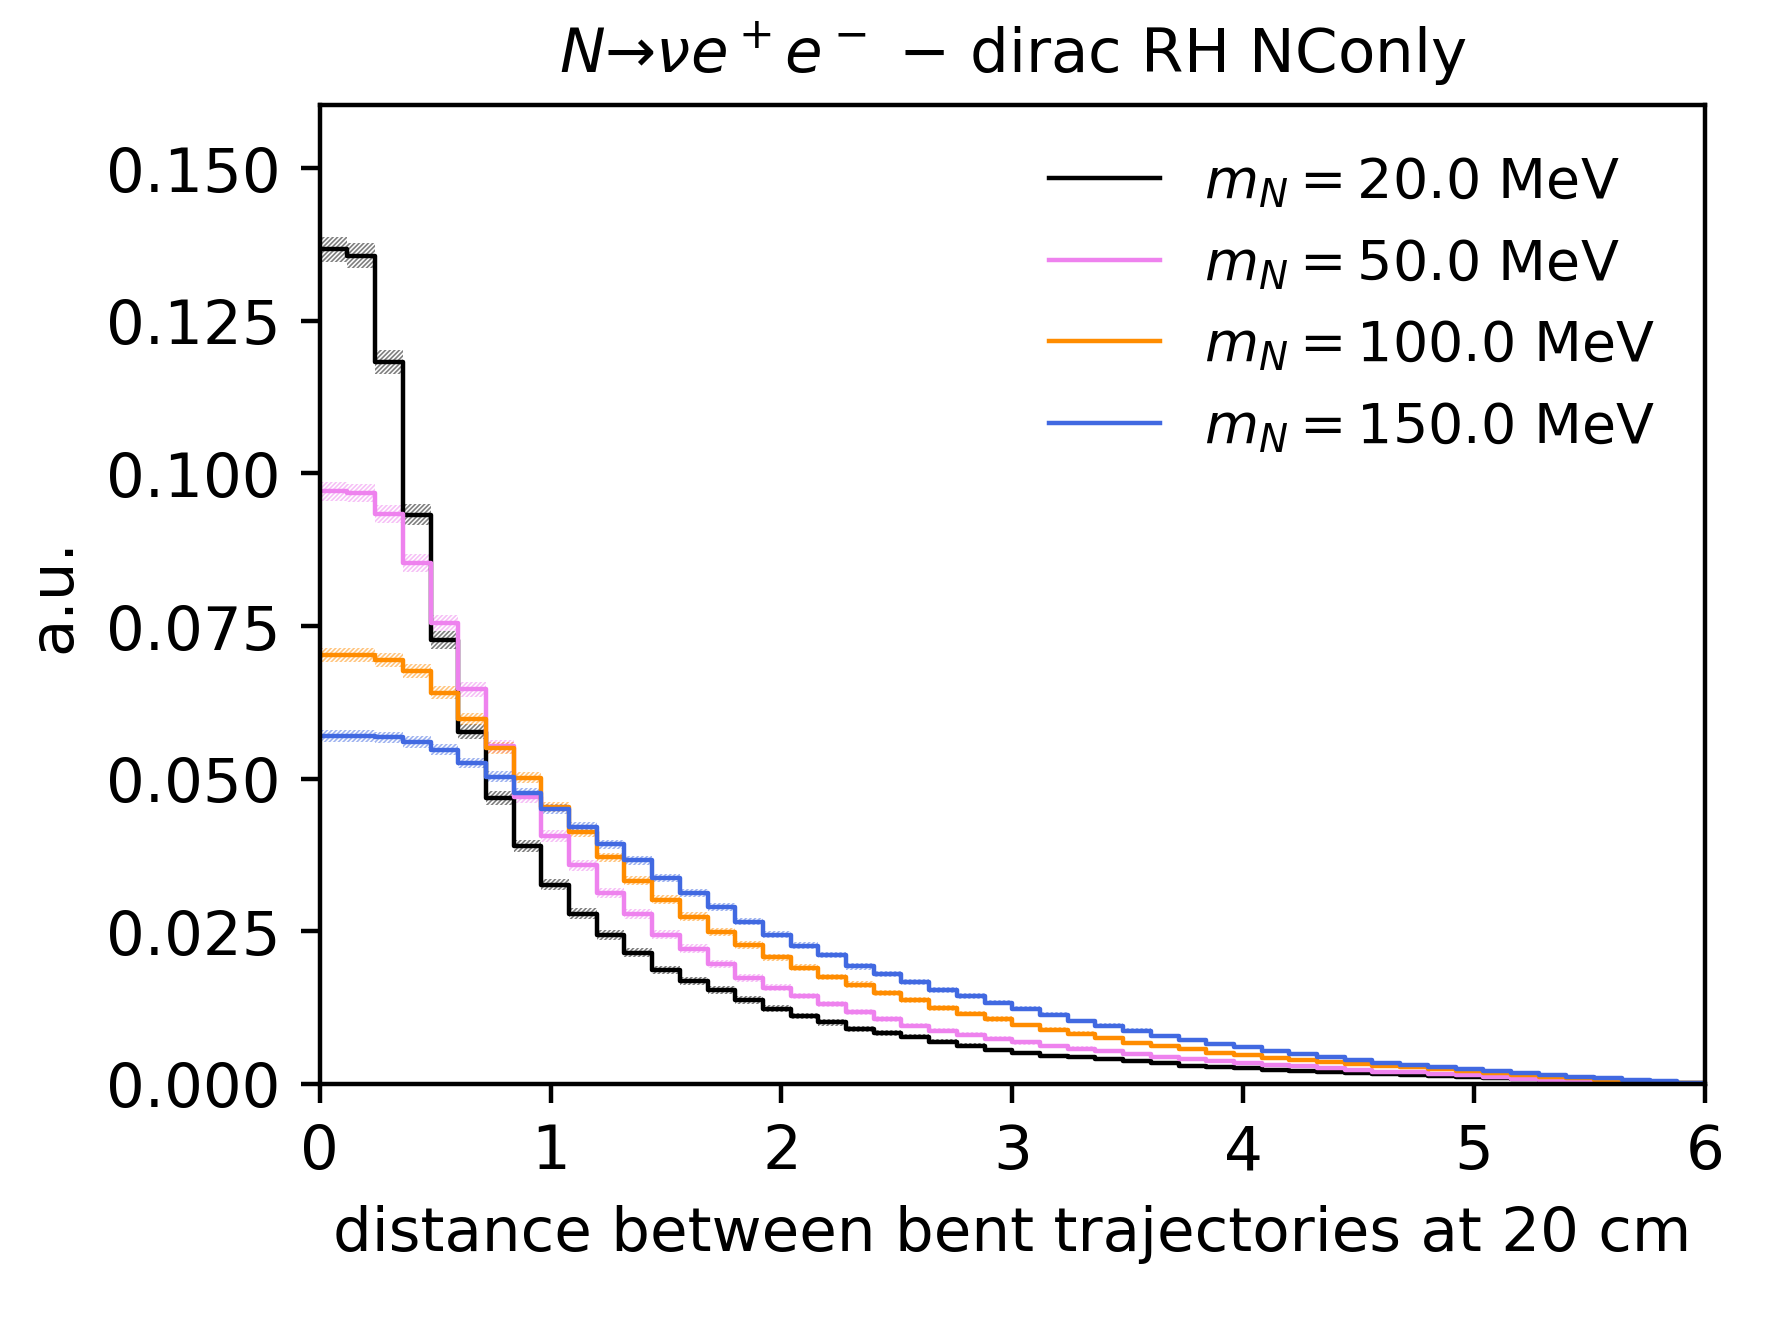 N→νe⁺e⁻ − dirac RH NConly
0.150
0.125
0.100
0.075
0.050
0.025
0.000
a.u.
m_N = 20.0 MeV
m_N = 50.0 MeV
m_N = 100.0 MeV
m_N = 150.0 MeV
0 1 2 3 4 5 6
distance between bent trajectories at 20 cm